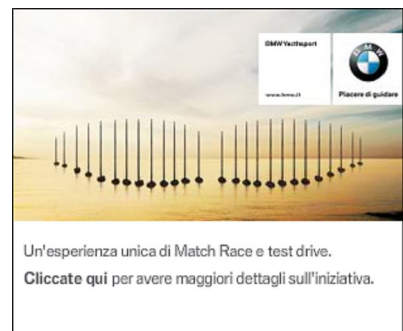 BMW Yachtsport
BMW
www.bmw.it
Piacere di guidare
Un'esperienza unica di Match Race e test drive.
Cliccate qui per avere maggiori dettagli sull'iniziativa.